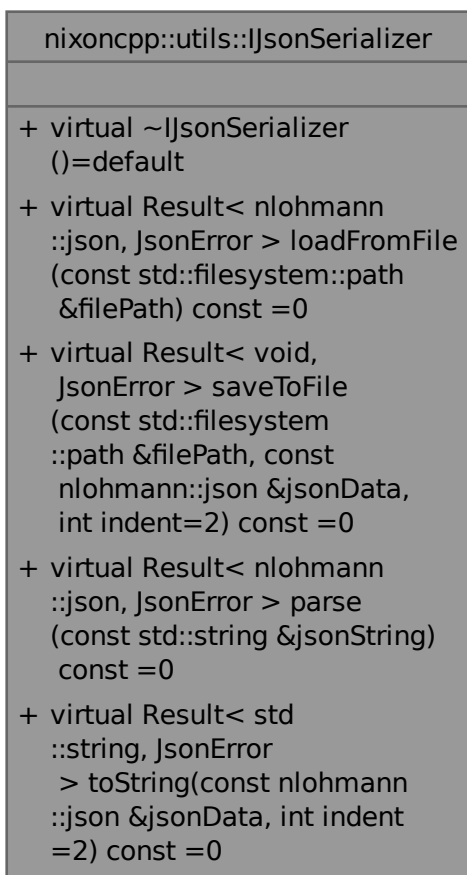 nixoncpp::utils::IJsonSerializer
+ virtual ~IJsonSerializer
()=default
+ virtual Result< nlohmann
::json, JsonError > loadFromFile
(const std::filesystem::path
&filePath) const =0
+ virtual Result< void,
JsonError > saveToFile
(const std::filesystem
::path &filePath, const
nlohmann::json &jsonData,
int indent=2) const =0
+ virtual Result< nlohmann
::json, JsonError > parse
(const std::string &jsonString)
const =0
+ virtual Result< std
::string, JsonError
> toString(const nlohmann
::json &jsonData, int indent
=2) const =0